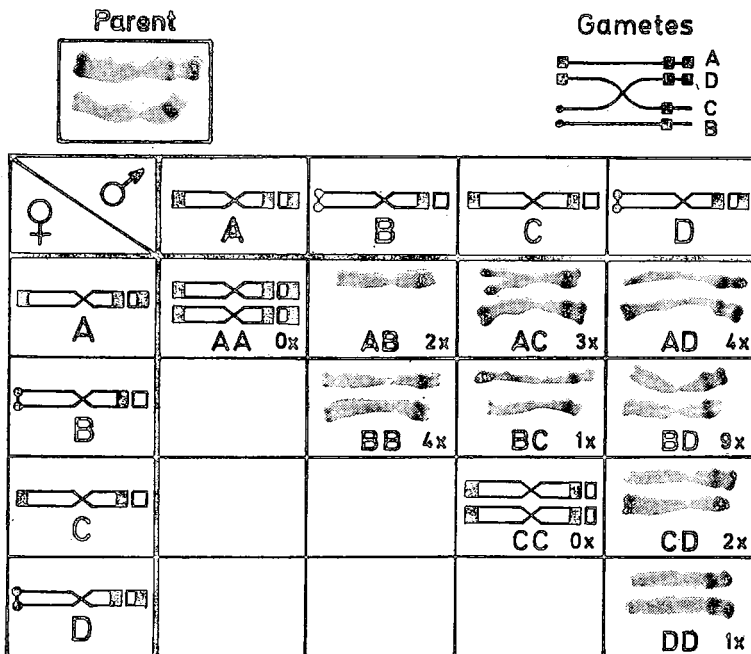 Parent
Gametes
A
D
C
B
♀ ♂
A B C D
A
AA 0x AB 2x AC 3x AD 4x
B
BB 4x BC 1x BD 9x
C
CC 0x CD 2x
D
DD 1x